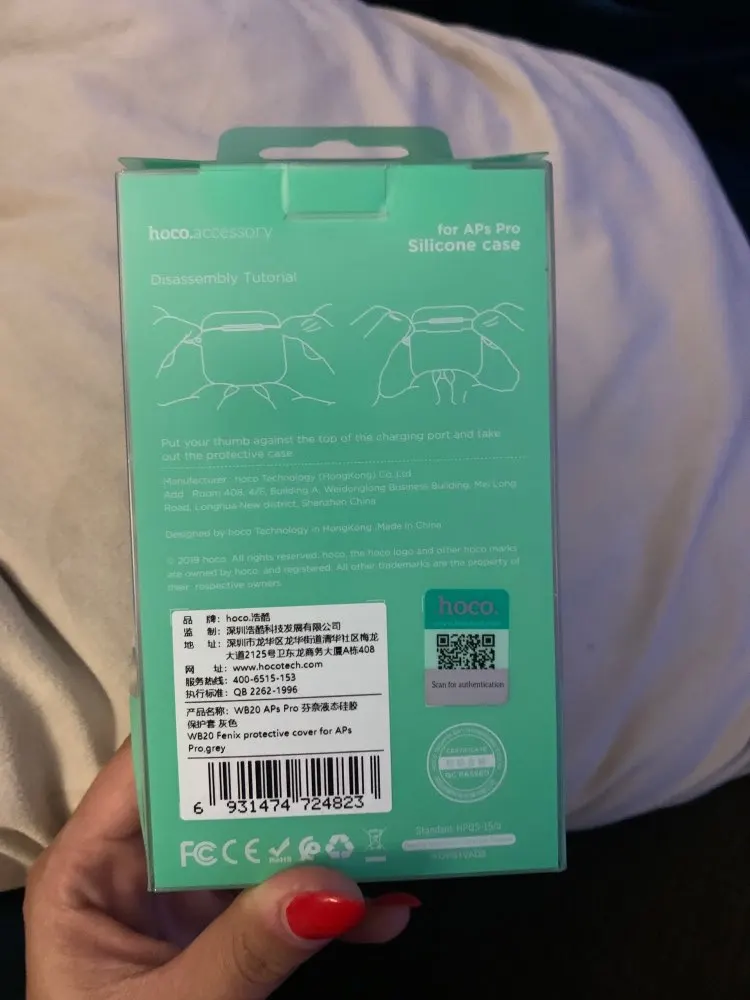 hoco.accessory
for APs Pro
Silicone case
Disassembly Tutorial
Put your thumb against the top of the charging port and take
out the protective case
Manufacturer: hoco Technology (HongKong) Co.,Ltd
Add: Room 408, 4/F, Building A, Weidonglong Business Building, Mei Long
Road, Longhua New district, Shenzhen China
Designed by hoco Technology in HongKong. Made in China
© 2019 hoco. All rights reserved. hoco, the hoco logo and other hoco marks
are owned by hoco. and registered. All other trademarks are the property of
their respective owners.
品 牌: hoco.浩酷
监 制: 深圳浩酷科技发展有限公司
地 址: 深圳市龙华区龙华街道清华社区梅龙
大道2125号卫东龙商务大厦A栋408
网 址: www.hocotech.com
服务热线: 400-6515-153
执行标准: QB 2262-1996
产品名称: WB20 APs Pro 芬奈液态硅胶
保护套 灰色
WB20 Fenix protective cover for APs
Pro,grey
6 931474 724823
hoco.
Scan for authentication
CERTIFICATE
QC PASSED
FC CE RoHS
Standard: